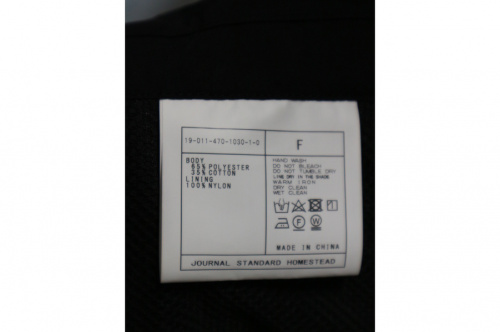 19-011-470-1030-1-0
F
BODY
65% POLYESTER
35% COTTON
LINING
100% NYLON
HAND WASH
DO NOT BLEACH
DO NOT TUMBLE DRY
LINE DRY IN THE SHADE
WARM IRON
DRY CLEAN
WET CLEAN
F
W
MADE IN CHINA
JOURNAL STANDARD HOMESTEAD